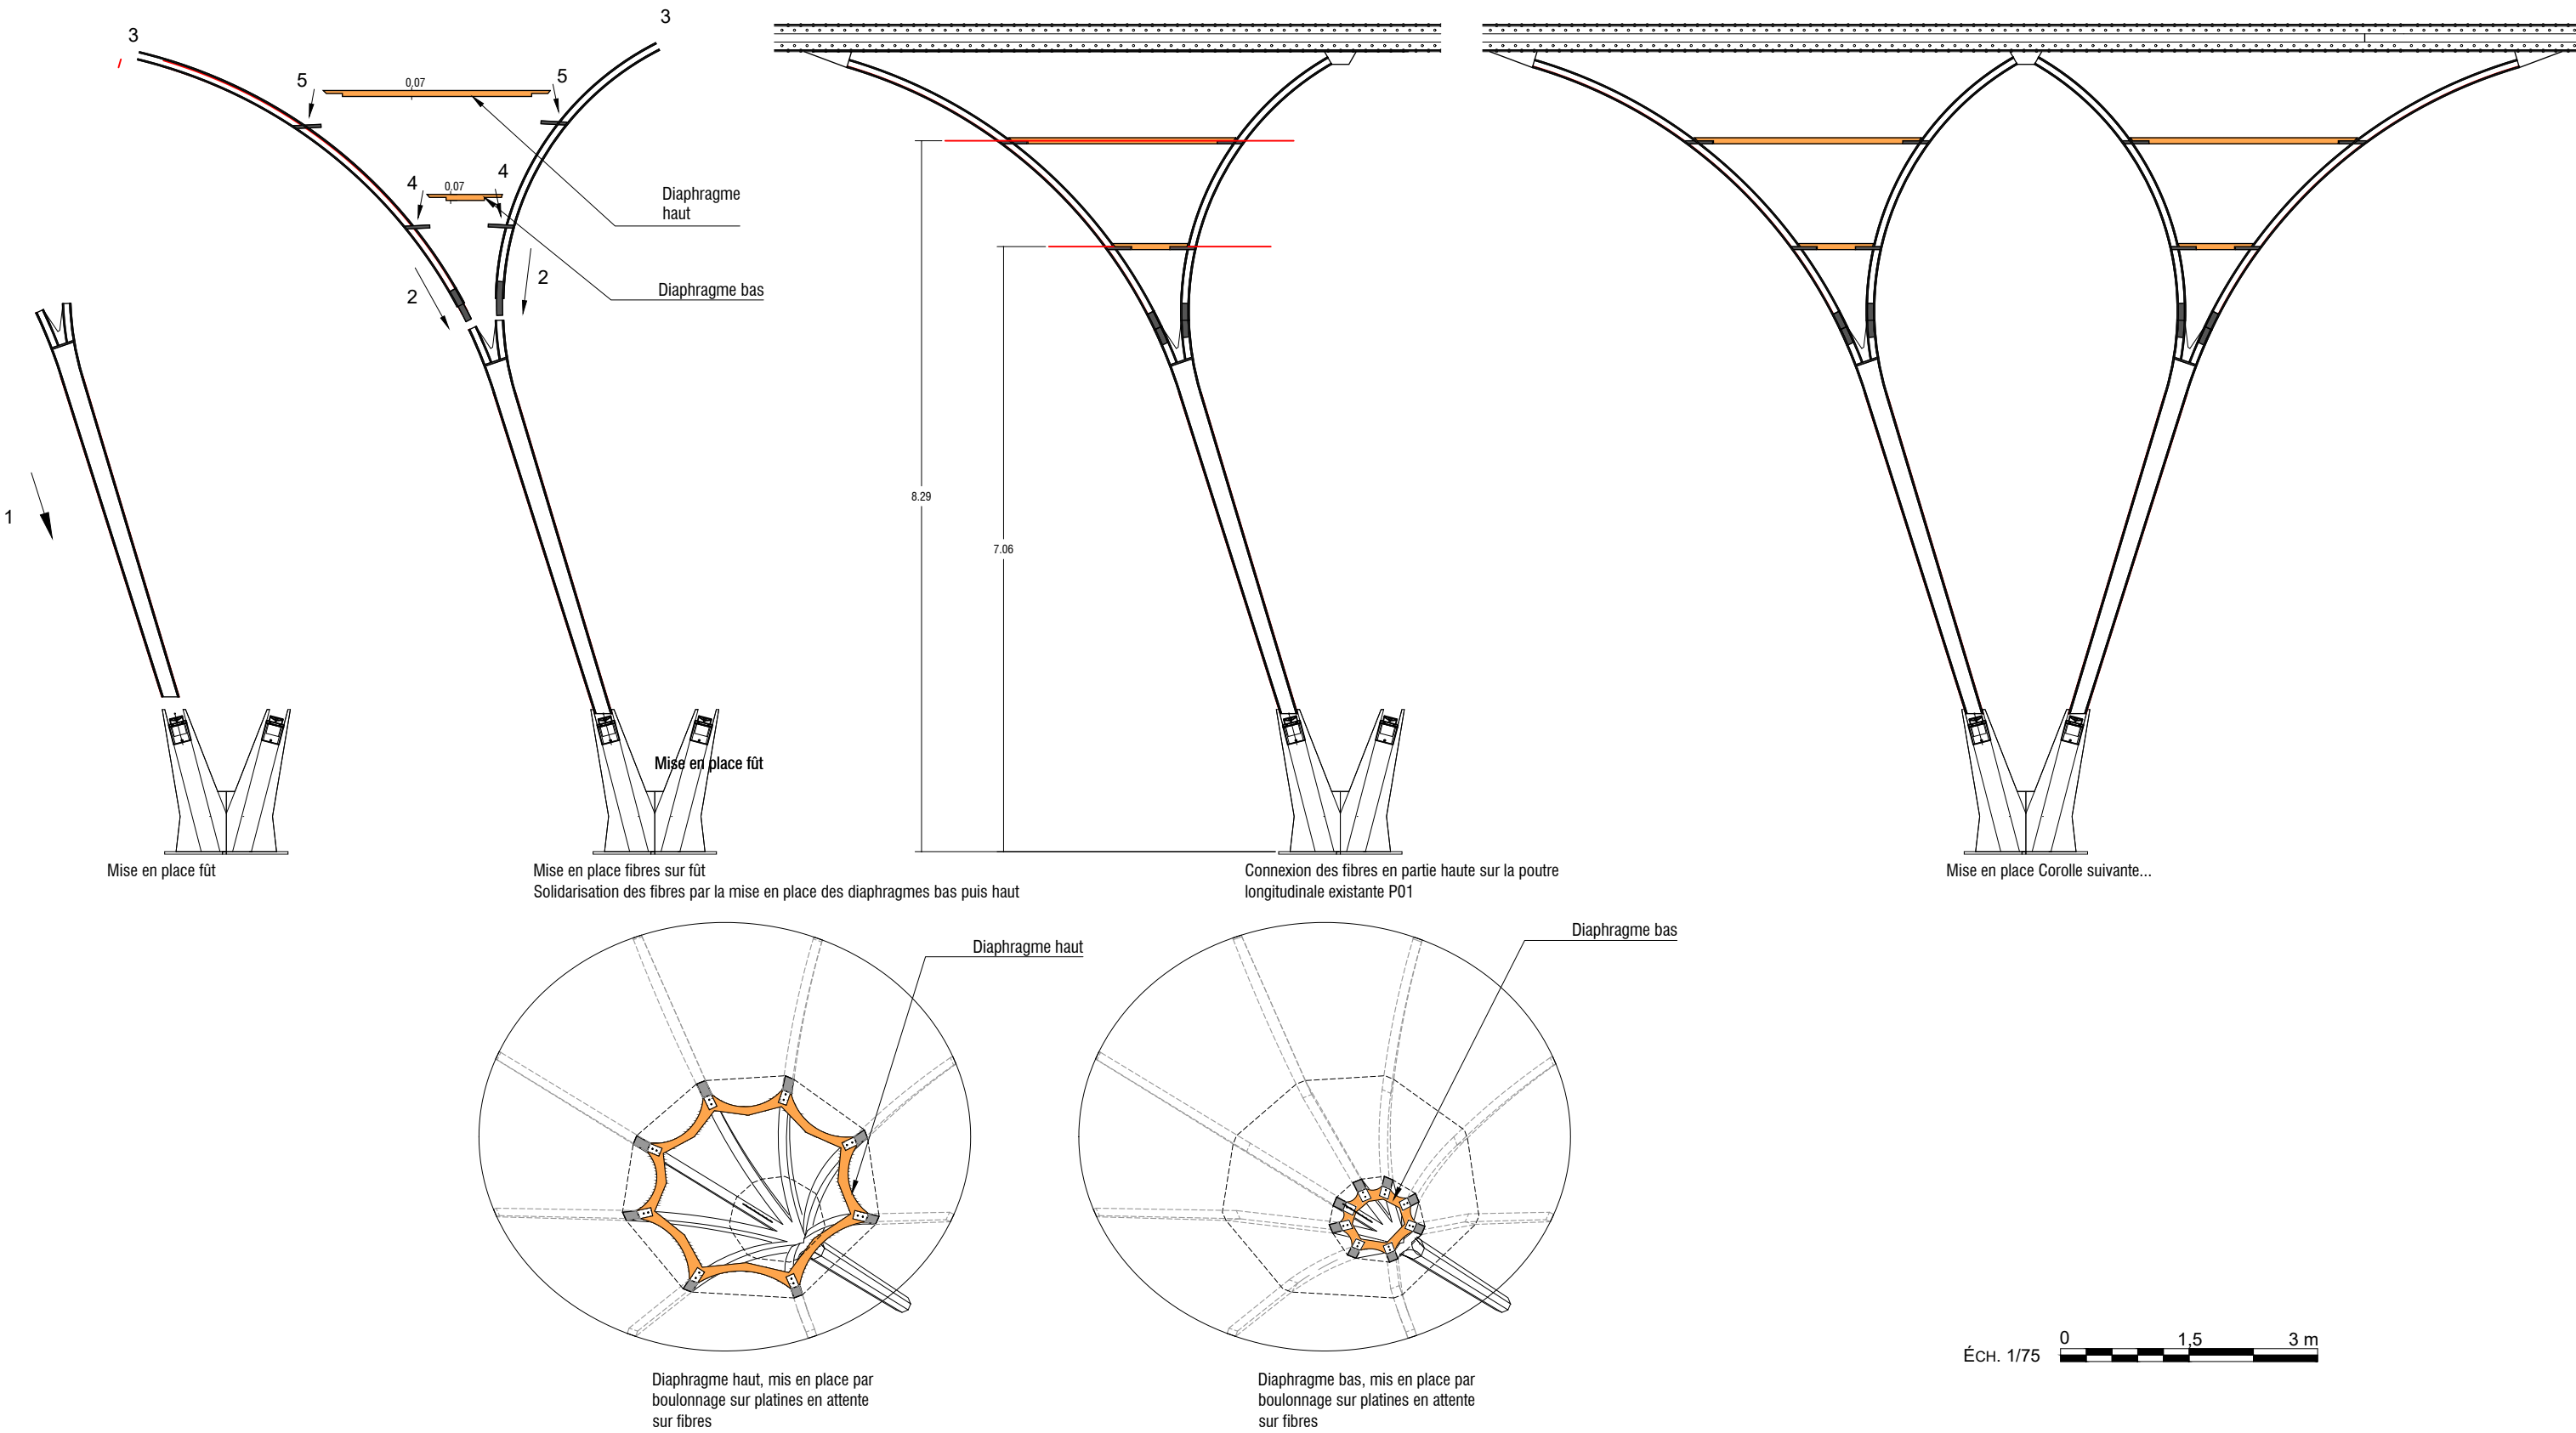 3
3
5
0,07
5
4
0,07
4
Diaphragme
haut
2
2
Diaphragme bas
1
8.29
7.06
Mise en place fût
Mise en place fût
Mise en place fibres sur fût
Solidarisation des fibres par la mise en place des diaphragmes bas puis haut
Connexion des fibres en partie haute sur la poutre
longitudinale existante P01
Mise en place Corolle suivante...
Diaphragme haut
Diaphragme bas
Diaphragme haut, mis en place par
boulonnage sur platines en attente
sur fibres
Diaphragme bas, mis en place par
boulonnage sur platines en attente
sur fibres
ÉCH. 1/75
0 1,5 3 m